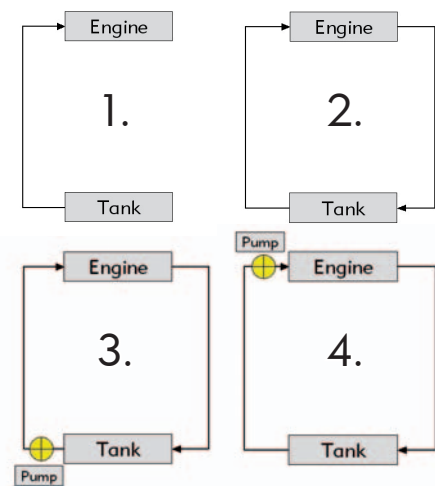 Engine
1.
Tank
Engine
2.
Tank
Engine
3.
Tank
Pump
Pump
Engine
4.
Tank